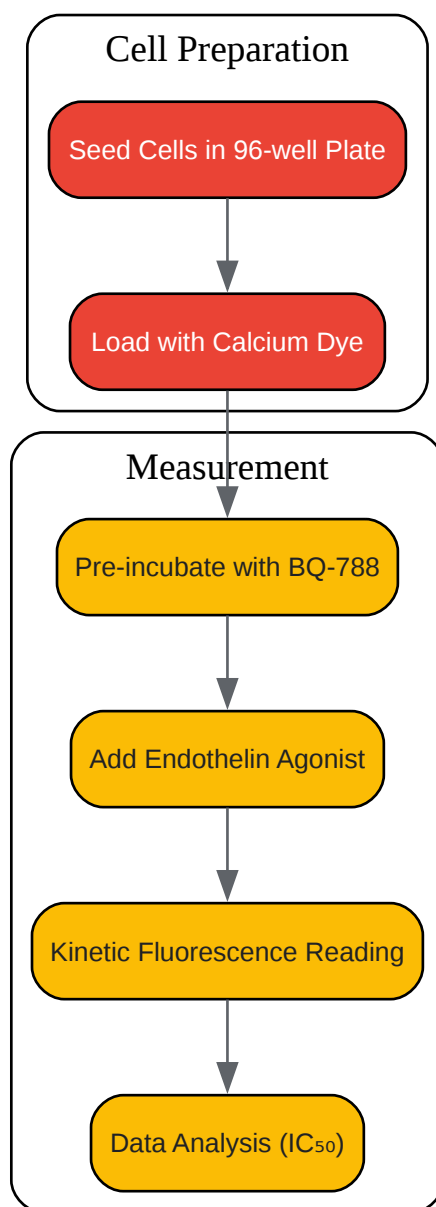 Cell Preparation
Seed Cells in 96-well Plate
Load with Calcium Dye
Measurement
Pre-incubate with BQ-788
Add Endothelin Agonist
Kinetic Fluorescence Reading
Data Analysis (IC₅₀)